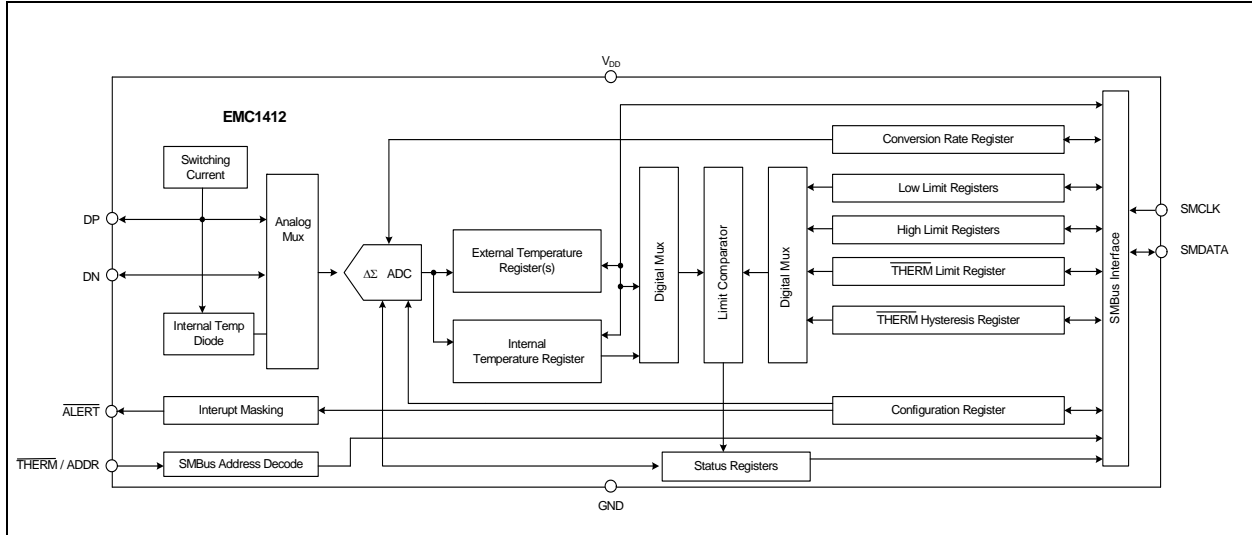 VDD
EMC1412
Switching
Current
Conversion Rate Register
Low Limit Registers
SMCLK
DP
Analog
Mux
High Limit Registers
External Temperature
Register(s)
ΔΣ ADC
Digital Mux
Limit Comparator
Digital Mux
SMBus Interface
SMDATA
DN
THERM Limit Register
Internal Temp
Diode
THERM Hysteresis Register
Internal
Temperature Register
ALERT
Interupt Masking
Configuration Register
THERM / ADDR
SMBus Address Decode
Status Registers
GND